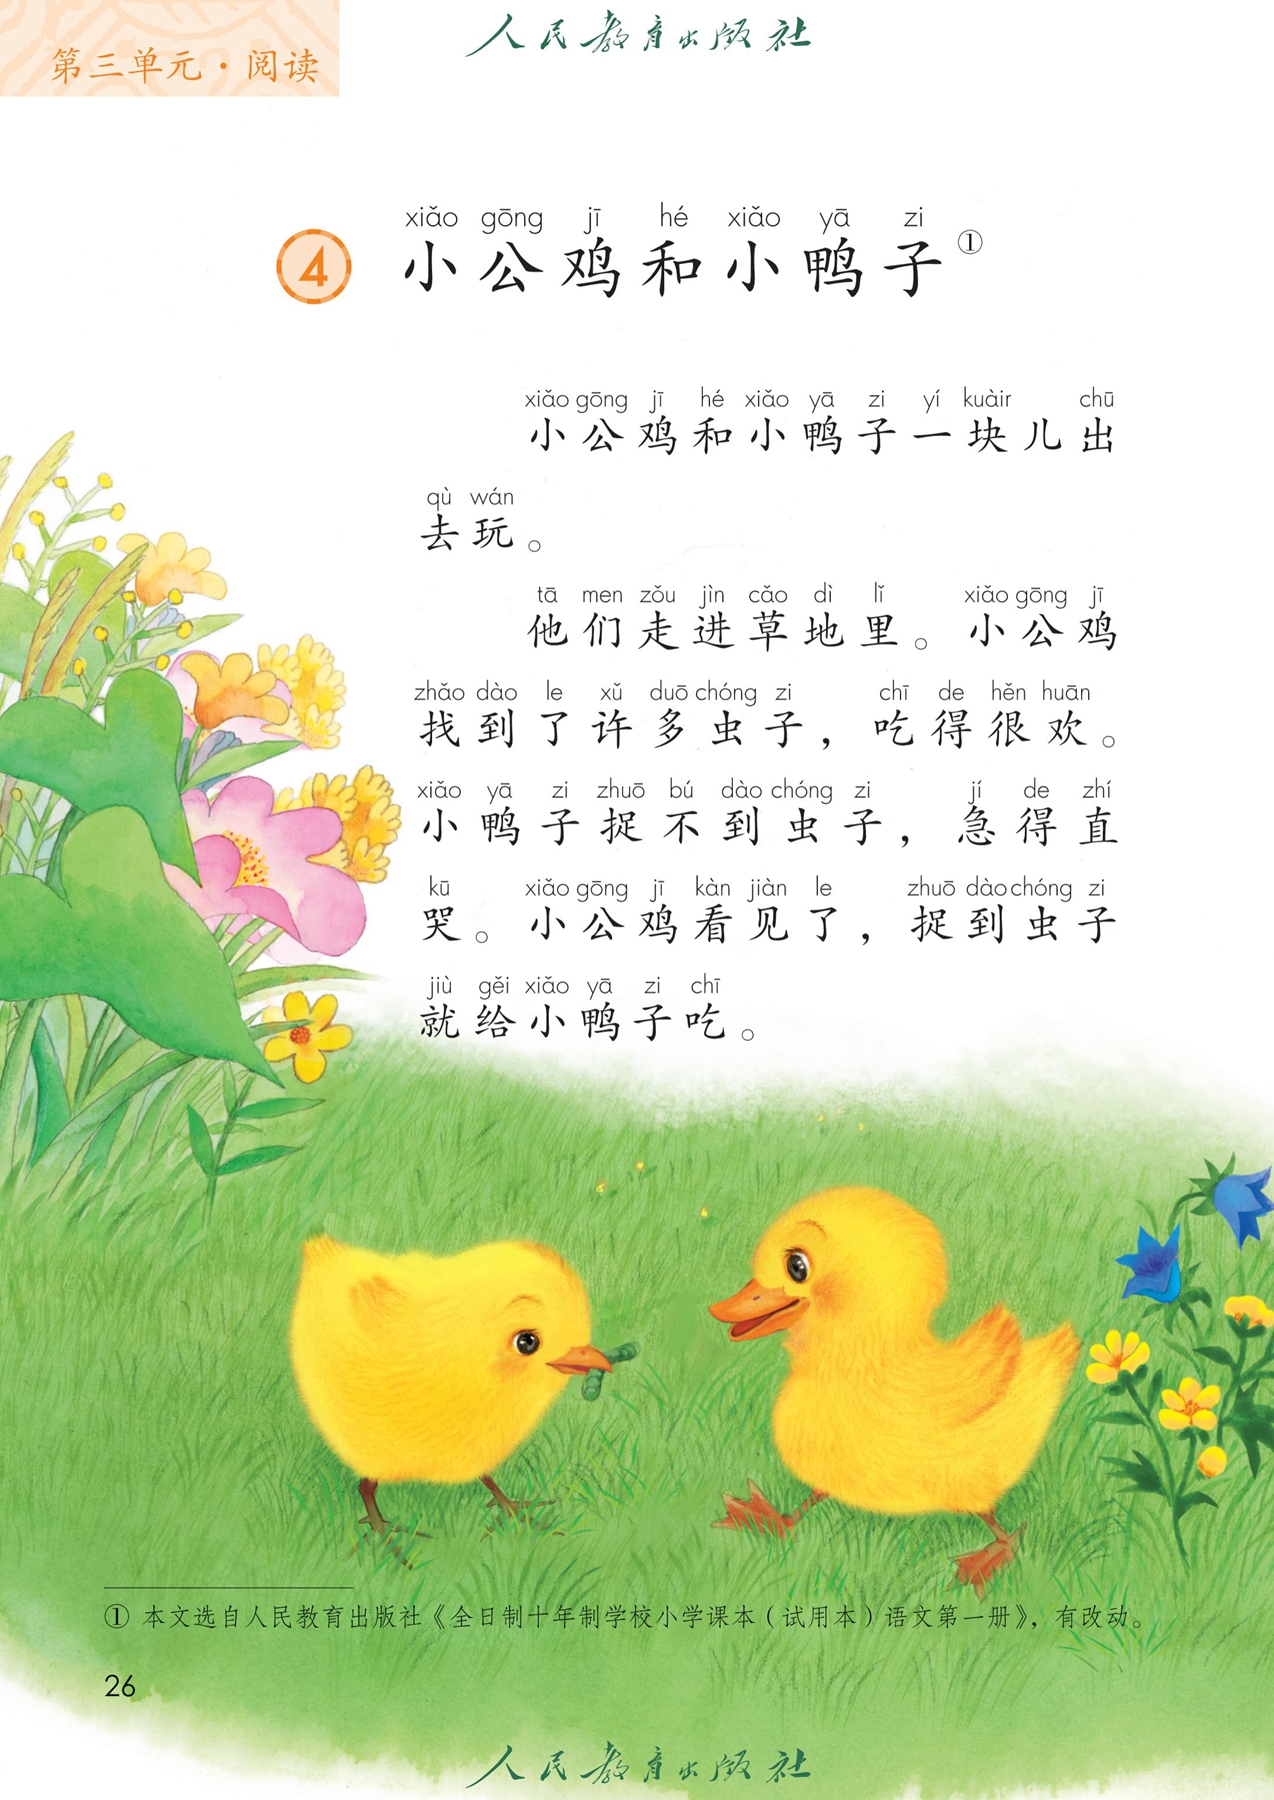 人民教育出版社
第三单元·阅读
xiǎo gōng jī hé xiǎo yā zi
4 小公鸡和小鸭子①
xiǎo gōng jī hé xiǎo yā zi yí kuàir chū
小公鸡和小鸭子一块儿出
qù wán
去玩。
tā men zǒu jìn cǎo dì lǐ xiǎo gōng jī
他们走进草地里。小公鸡
zhǎo dào le xǔ duō chóng zi chī de hěn huān
找到了许多虫子，吃得很欢。
xiǎo yā zi zhuō bú dào chóng zi jí de zhí
小鸭子捉不到虫子，急得直
kū xiǎo gōng jī kàn jiàn le zhuō dào chóng zi
哭。小公鸡看见了，捉到虫子
jiù gěi xiǎo yā zi chī
就给小鸭子吃。
① 本文选自人民教育出版社《全日制十年制学校小学课本（试用本）语文第一册》，有改动。
26
人民教育出版社